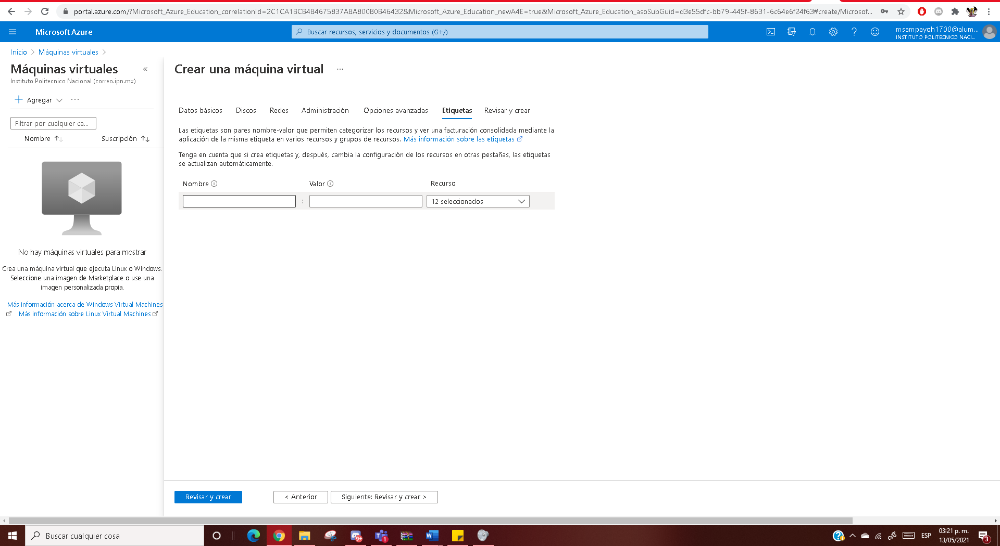 portal.azure.com/?Microsoft_Azure_Education_correlationId=2C1CA1BCB4B4675837ABA800B0B46432&Microsoft_Azure_Education_newA4E=true&Microsoft_Azure_Education_asoSubGuid=d3e55dfc-bb79-445f-8631-6c64e6f24f63#create/Microsof...
Microsoft Azure
Buscar recursos, servicios y documentos (G+/)
msampayoh1700@alum...
INSTITUTO POLITECNICO NACI...
Inicio > Máquinas virtuales >
Máquinas virtuales «
Instituto Politecnico Nacional (correo.ipn.mx)
+ Agregar ...
Filtrar por cualquier ca...
Nombre ↑↓ Suscripción ↑↓
No hay máquinas virtuales para mostrar
Crea una máquina virtual que ejecuta Linux o Windows.
Seleccione una imagen de Marketplace o use una
imagen personalizada propia.
Más información acerca de Windows Virtual Machines
Más información sobre Linux Virtual Machines
Crear una máquina virtual ...
Datos básicos Discos Redes Administración Opciones avanzadas Etiquetas Revisar y crear
Las etiquetas son pares nombre-valor que permiten categorizar los recursos y ver una facturación consolidada mediante la
aplicación de la misma etiqueta en varios recursos y grupos de recursos. Más información sobre las etiquetas
Tenga en cuenta que si crea etiquetas y, después, cambia la configuración de los recursos en otras pestañas, las etiquetas
se actualizan automáticamente.
Nombre Valor Recurso
: 12 seleccionados
Revisar y crear < Anterior Siguiente: Revisar y crear >
Buscar cualquier cosa
9+
1
ESP
03:21 p. m.
13/05/2021
3